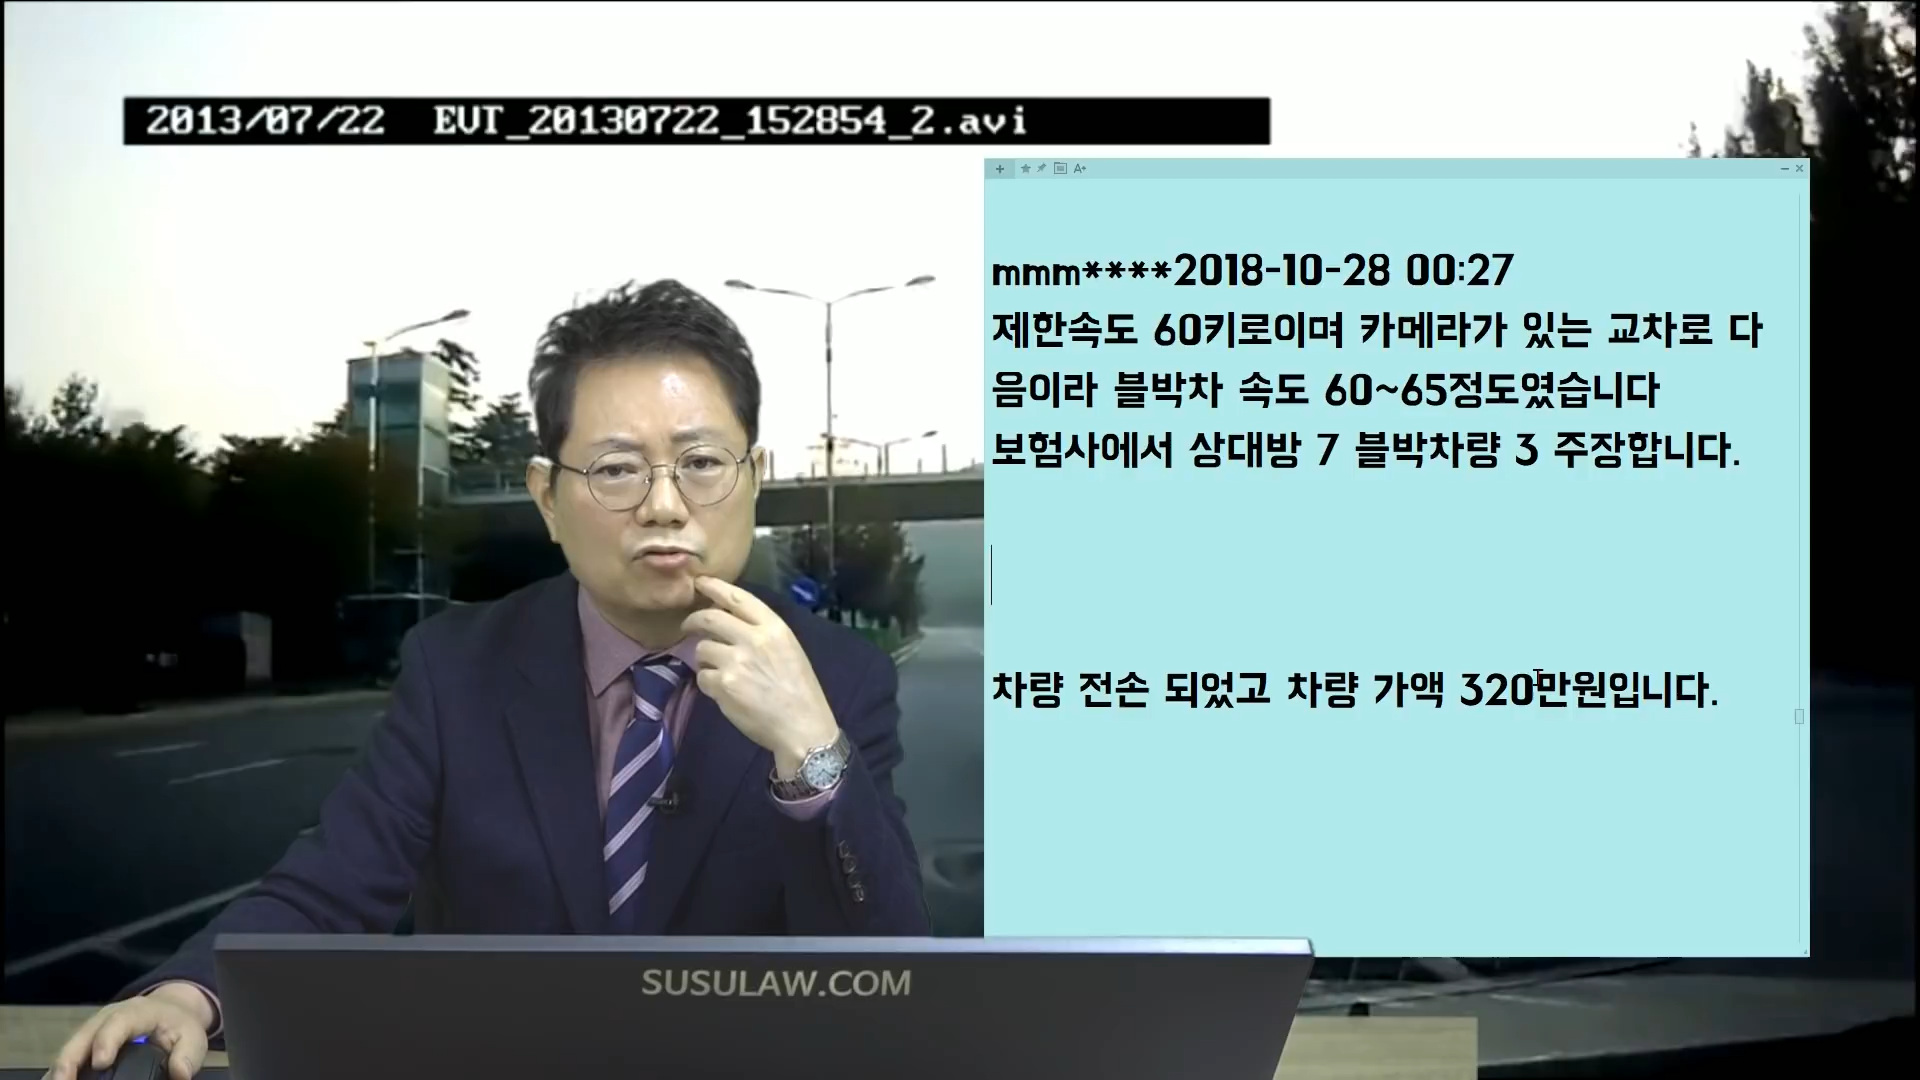 2013/07/22 EVT_20130722_152854_2.avi
mmm****2018-10-28 00:27
제한속도 60키로이며 카메라가 있는 교차로 다
음이라 블박차 속도 60~65정도였습니다
보험사에서 상대방 7 블박차량 3 주장합니다.
차량 전손 되었고 차량 가액 320만원입니다.
SUSULAW.COM